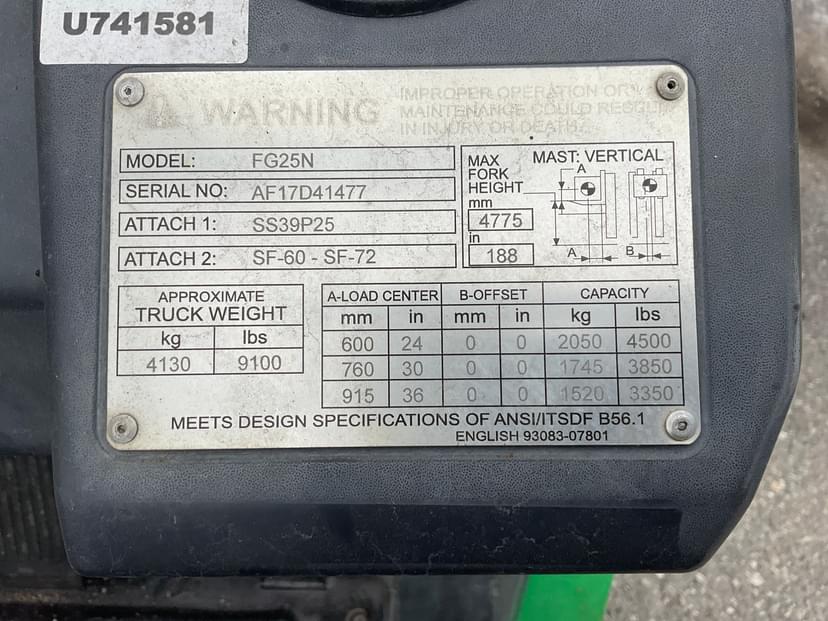 U741581
WARNING
IMPROPER OPERATION OR
MAINTENANCE COULD RESULT
IN INJURY OR DEATH.
MODEL: FG25N
SERIAL NO: AF17D41477
ATTACH 1: SS39P25
ATTACH 2: SF-60 - SF-72
MAX FORK HEIGHT
mm
4775
in
188
MAST: VERTICAL
A
A
B
APPROXIMATE
TRUCK WEIGHT
kg lbs
4130 9100
A-LOAD CENTER B-OFFSET CAPACITY
mm in mm in kg lbs
600 24 0 0 2050 4500
760 30 0 0 1745 3850
915 36 0 0 1520 3350
MEETS DESIGN SPECIFICATIONS OF ANSI/ITSDF B56.1
ENGLISH 93083-07801